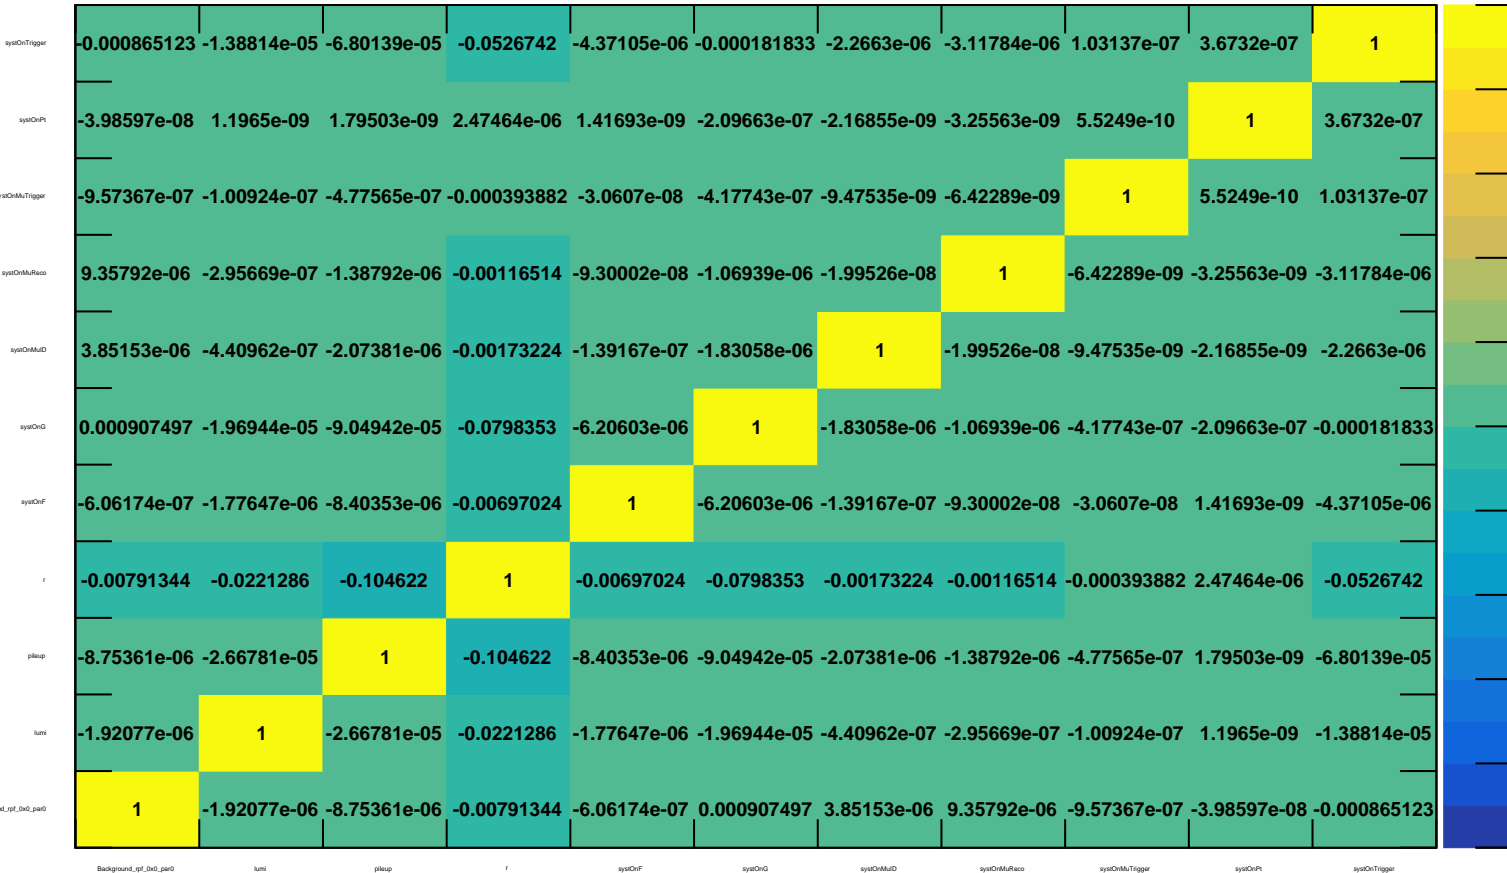 systOnTrigger -0.000865123 -1.38814e-05 -6.80139e-05 -0.0526742 -4.37105e-06 -0.000181833 -2.2663e-06 -3.11784e-06 1.03137e-07 3.6732e-07 1
systOnPt -3.98597e-08 1.1965e-09 1.79503e-09 2.47464e-06 1.41693e-09 -2.09663e-07 -2.16855e-09 -3.25563e-09 5.5249e-10 1 3.6732e-07
ystOnMuTrigger -9.57367e-07 -1.00924e-07 -4.77565e-07 -0.000393882 -3.0607e-08 -4.17743e-07 -9.47535e-09 -6.42289e-09 1 5.5249e-10 1.03137e-07
systOnMuReco 9.35792e-06 -2.95669e-07 -1.38792e-06 -0.00116514 -9.30002e-08 -1.06939e-06 -1.99526e-08 1 -6.42289e-09 -3.25563e-09 -3.11784e-06
systOnMuID 3.85153e-06 -4.40962e-07 -2.07381e-06 -0.00173224 -1.39167e-07 -1.83058e-06 1 -1.99526e-08 -9.47535e-09 -2.16855e-09 -2.2663e-06
systOnG 0.000907497 -1.96944e-05 -9.04942e-05 -0.0798353 -6.20603e-06 1 -1.83058e-06 -1.06939e-06 -4.17743e-07 -2.09663e-07 -0.000181833
systOnF -6.06174e-07 -1.77647e-06 -8.40353e-06 -0.00697024 1 -6.20603e-06 -1.39167e-07 -9.30002e-08 -3.0607e-08 1.41693e-09 -4.37105e-06
r -0.00791344 -0.0221286 -0.104622 1 -0.00697024 -0.0798353 -0.00173224 -0.00116514 -0.000393882 2.47464e-06 -0.0526742
pileup -8.75361e-06 -2.66781e-05 1 -0.104622 -8.40353e-06 -9.04942e-05 -2.07381e-06 -1.38792e-06 -4.77565e-07 1.79503e-09 -6.80139e-05
lumi -1.92077e-06 1 -2.66781e-05 -0.0221286 -1.77647e-06 -1.96944e-05 -4.40962e-07 -2.95669e-07 -1.00924e-07 1.1965e-09 -1.38814e-05
d_rpf_0x0_par0 1 -1.92077e-06 -8.75361e-06 -0.00791344 -6.06174e-07 0.000907497 3.85153e-06 9.35792e-06 -9.57367e-07 -3.98597e-08 -0.000865123
Background_rpf_0x0_par0 lumi pileup r systOnF systOnG systOnMuID systOnMuReco systOnMuTrigger systOnPt systOnTrigger